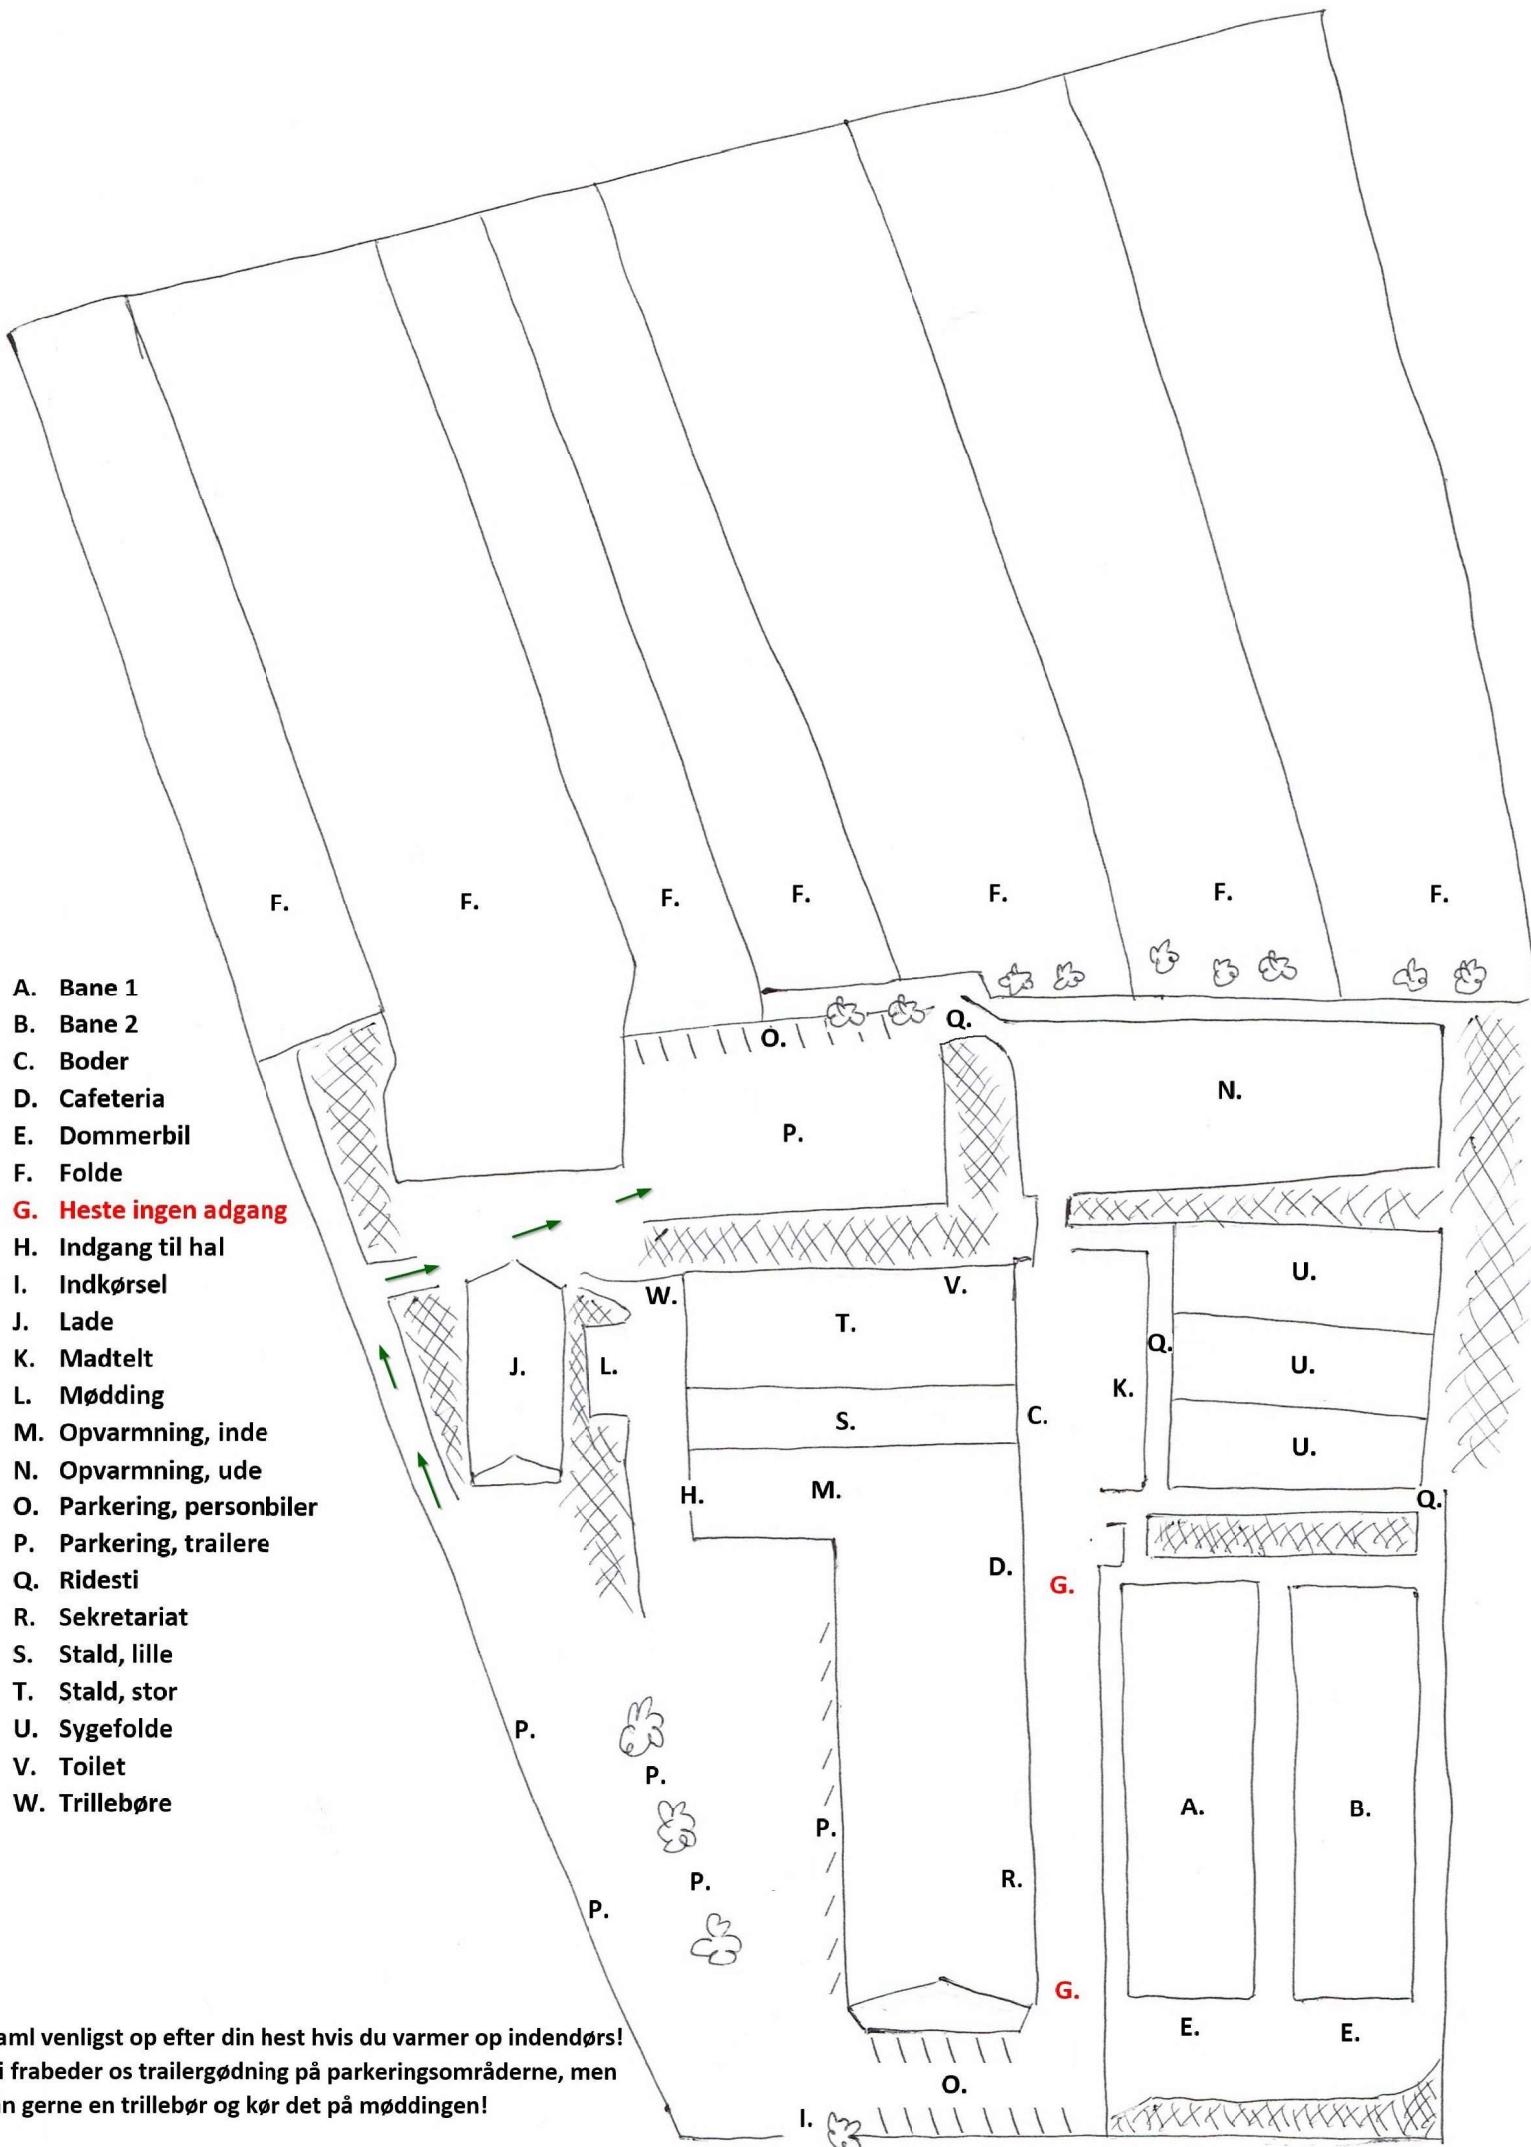 F.
F.
F.
F.
F.
F.
F.
A. Bane 1
B. Bane 2
C. Boder
D. Cafeteria
E. Dommerbil
F. Folde
G. Heste ingen adgang
H. Indgang til hal
I. Indkørsel
J. Lade
K. Madtelt
L. Mødding
M. Opvarmning, inde
N. Opvarmning, ude
O. Parkering, personbiler
P. Parkering, trailere
Q. Ridesti
R. Sekretariat
S. Stald, lille
T. Stald, stor
U. Sygefolde
V. Toilet
W. Trillebøre
Q.
O.
N.
P.
U.
V.
W.
T.
Q.
J.
L.
U.
K.
C.
S.
U.
M.
H.
Q.
D.
G.
P.
P.
A.
B.
P.
R.
P.
P.
G.
E.
E.
O.
I.
aml venligst op efter din hest hvis du varmer op indendørs!
i frabeder os trailergødning på parkeringsområderne, men
n gerne en trillebør og kør det på møddingen!